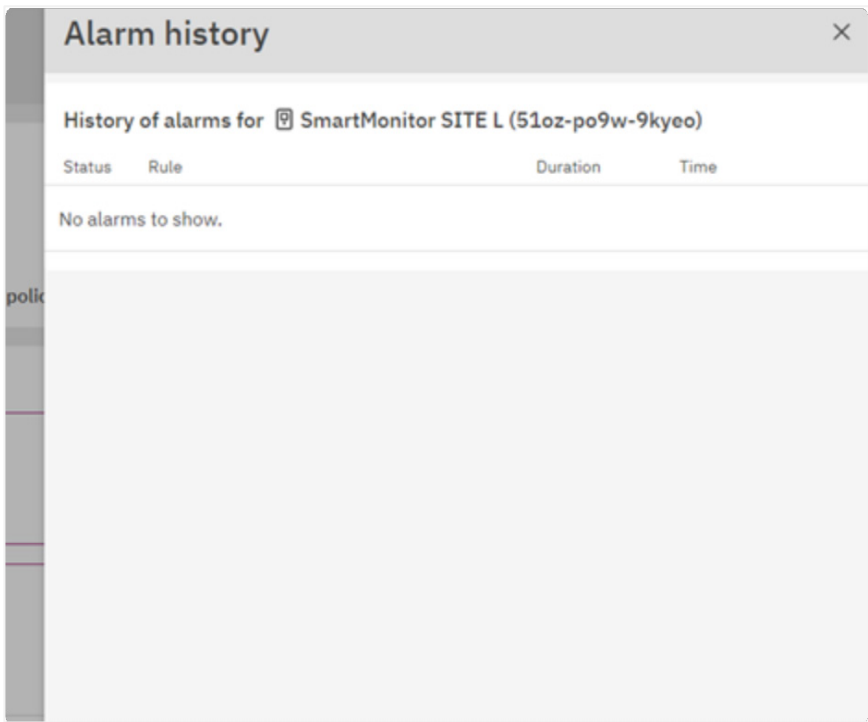 Alarm history
History of alarms for SmartMonitor SITE L (51oz-po9w-9kyeo)
Status Rule Duration Time
No alarms to show.
polic